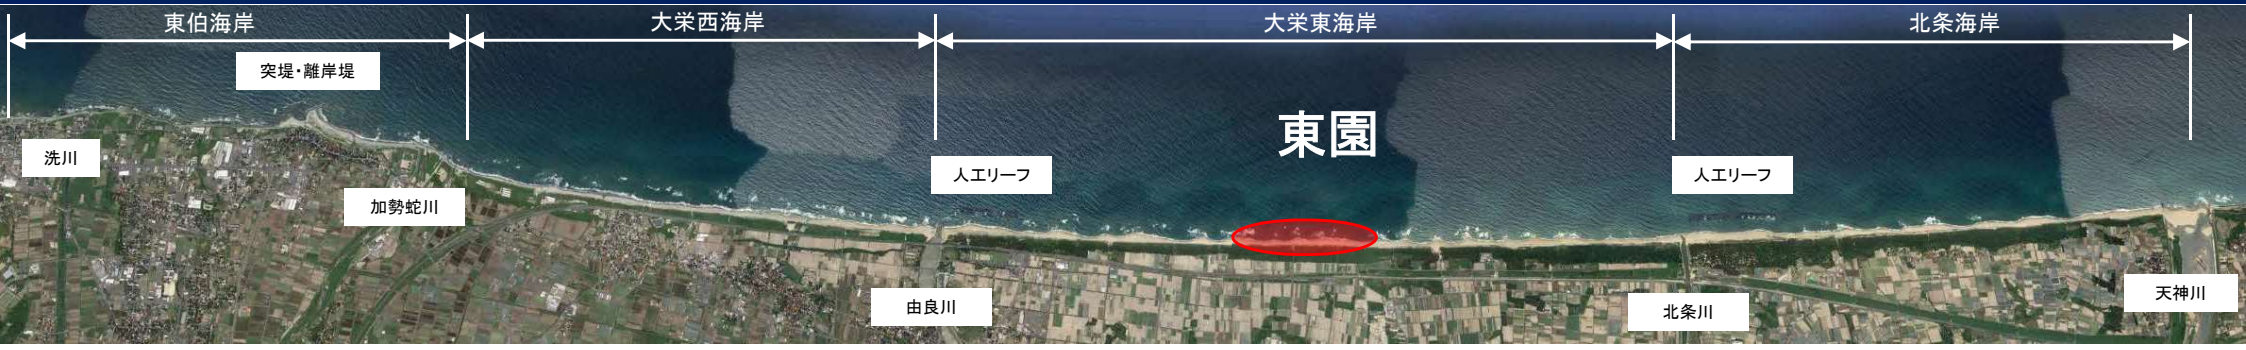 東伯海岸
大栄西海岸
大栄東海岸
北条海岸
突堤・離岸堤
東園
洗川
人工リーフ
人工リーフ
加勢蛇川
由良川
北条川
天神川